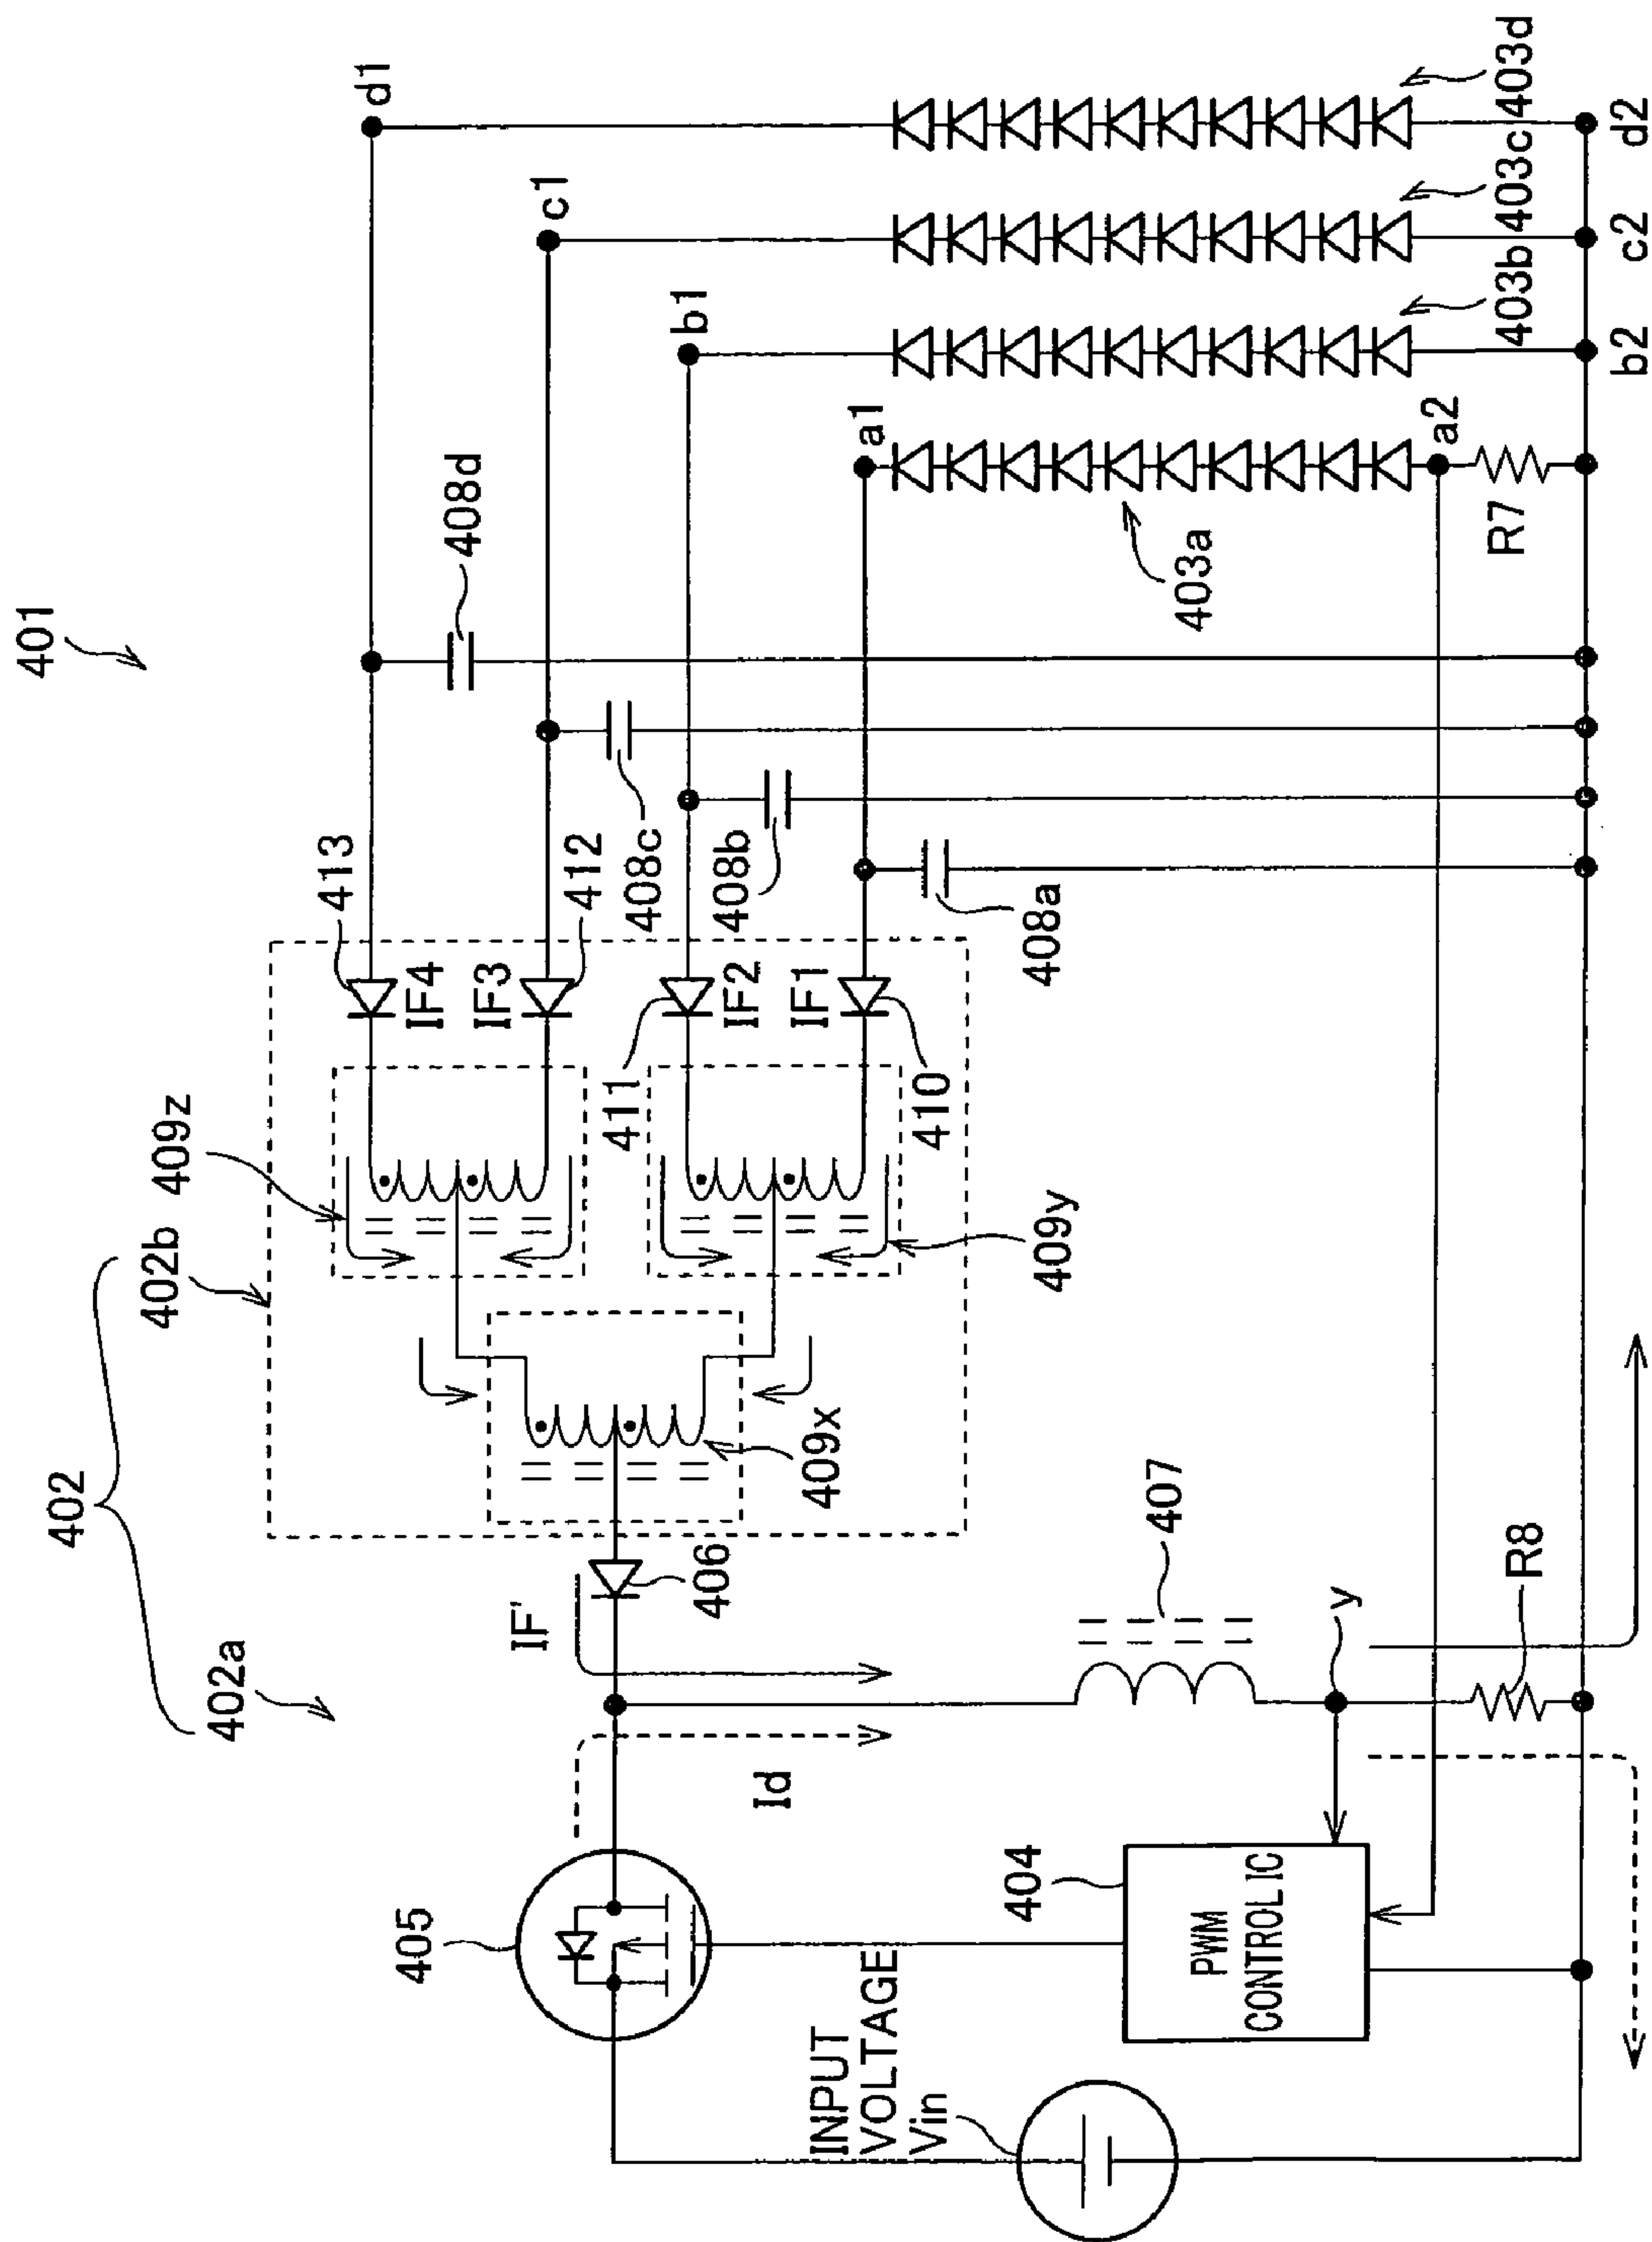 401
402
402a
402b
409z
413
IF4
IF3
412
408d
d1
c1
408c
411
IF2
IF1
410
408b
b1
a1
408a
409y
409x
IF'
406
405
Id
407
y
R8
404
PWM
CONTROLIC
INPUT
VOLTAGE
Vin
403a
a2
R7
403b
403c
403d
b2
c2
d2